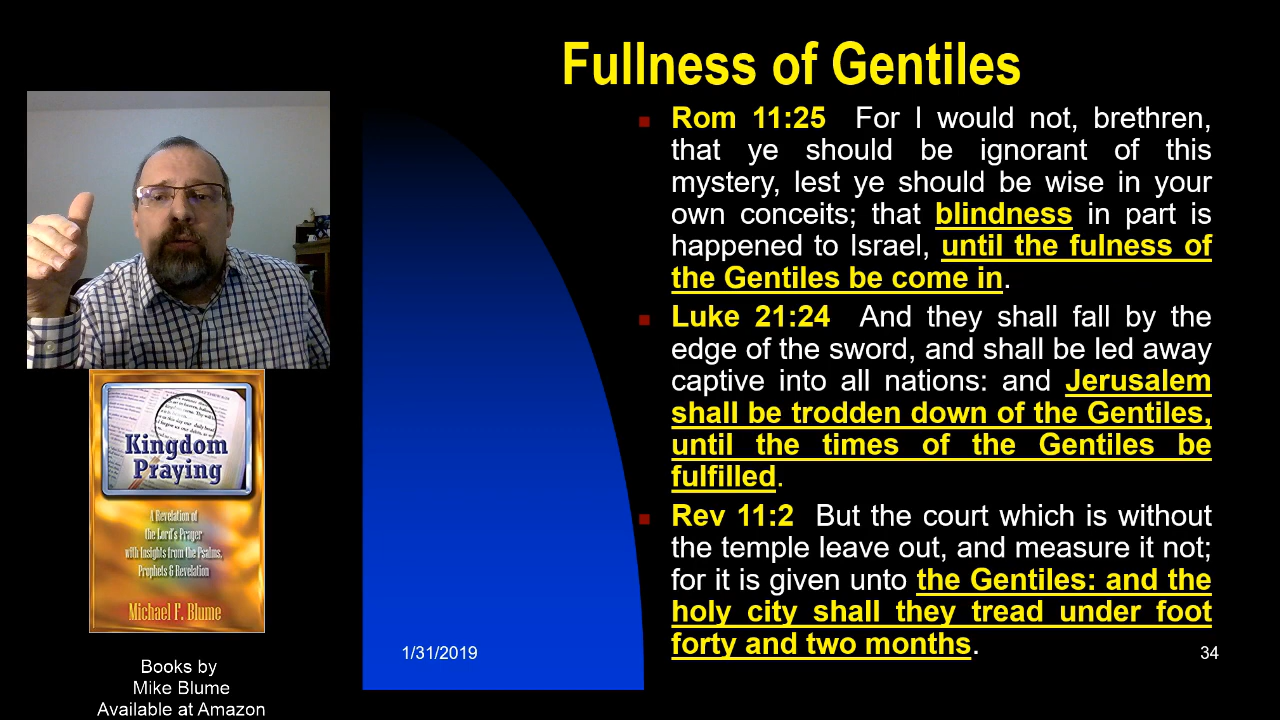 Fullness of Gentiles
Rom 11:25 For I would not, brethren,
that ye should be ignorant of this
mystery, lest ye should be wise in your
own conceits; that blindness in part is
happened to Israel, until the fulness of
the Gentiles be come in.
Luke 21:24 And they shall fall by the
edge of the sword, and shall be led away
captive into all nations: and Jerusalem
shall be trodden down of the Gentiles,
until the times of the Gentiles be
fulfilled.
Rev 11:2 But the court which is without
the temple leave out, and measure it not;
for it is given unto the Gentiles: and the
holy city shall they tread under foot
forty and two months.
1/31/2019
34
Kingdom
Praying
A Revelation of
the Lord's Prayer
with Insights from the Psalms,
Prophets & Revelation
Michael F. Blume
Books by
Mike Blume
Available at Amazon